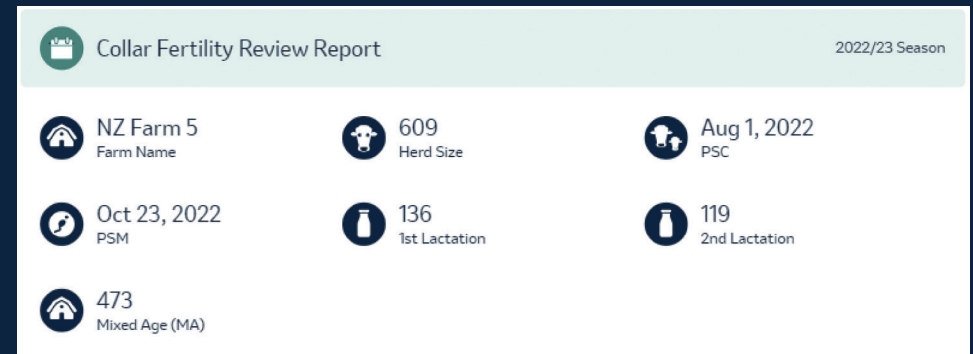 Collar Fertility Review Report
2022/23 Season
NZ Farm 5
Farm Name
609
Herd Size
Aug 1, 2022
PSC
Oct 23, 2022
PSM
136
1st Lactation
119
2nd Lactation
473
Mixed Age (MA)